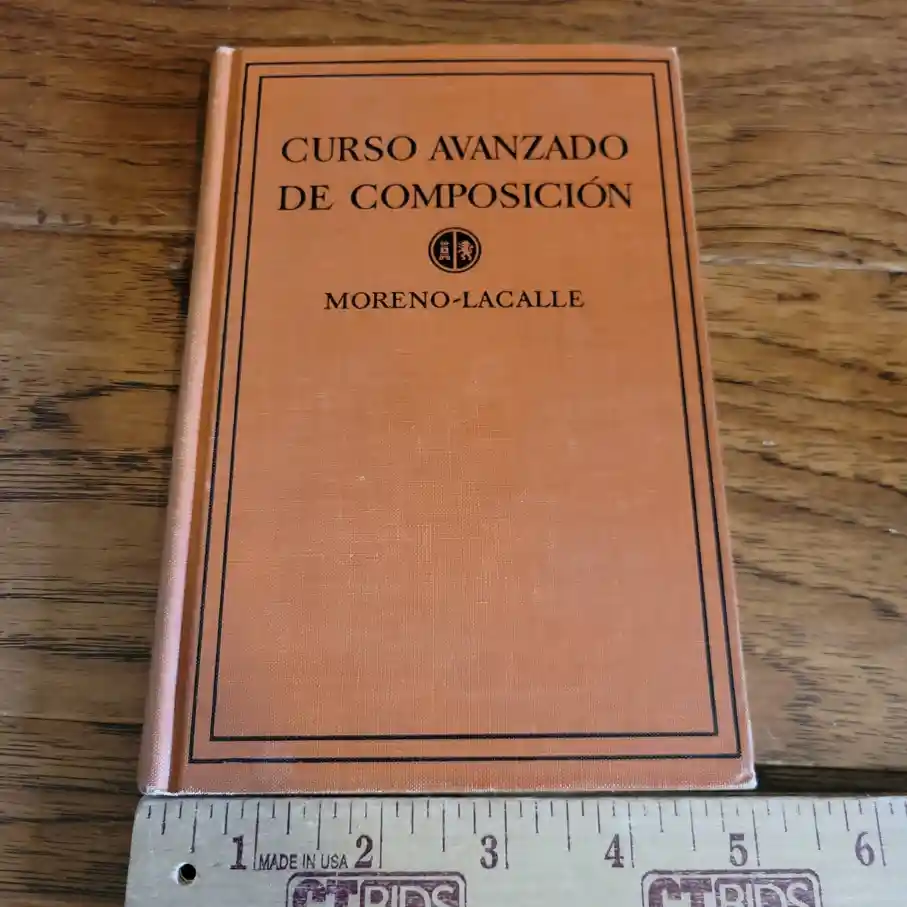 CURSO AVANZADO
DE COMPOSICIÓN
MORENO-LACALLE
1 MADE IN USA 2 3 4 5 6